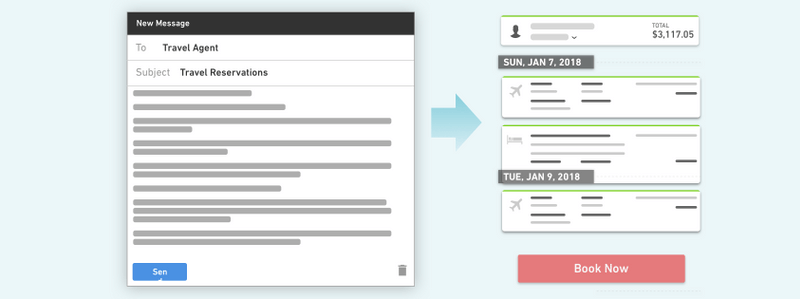 New Message
To Travel Agent
Subject Travel Reservations
Sen
TOTAL
$3,117.05
SUN, JAN 7, 2018
TUE, JAN 9, 2018
Book Now